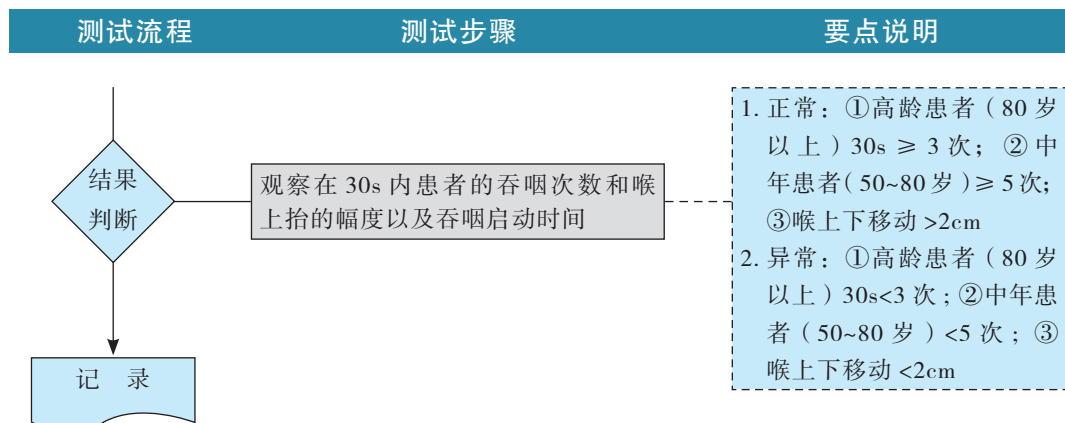 测试流程 测试步骤 要点说明
结果
判断
观察在 30s 内患者的吞咽次数和喉
上抬的幅度以及吞咽启动时间
1. 正常：①高龄患者（80 岁
以上）30s ≥ 3 次；②中
年患者（50~80 岁）≥ 5 次；
③喉上下移动 >2cm
2. 异常：①高龄患者（80 岁
以上）30s<3 次；②中年患
者（50~80 岁）<5 次；③
喉上下移动 <2cm
记 录